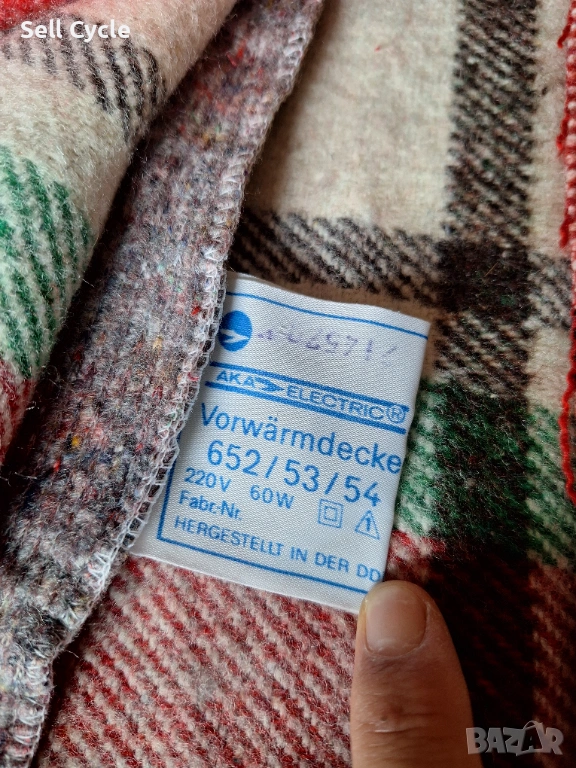 Sell Cycle
AKA ELECTRIC®
Vorwärmdecke
652/53/54
220V 60W
Fabr.-Nr.
HERGESTELLT IN DER DD
BAZAR